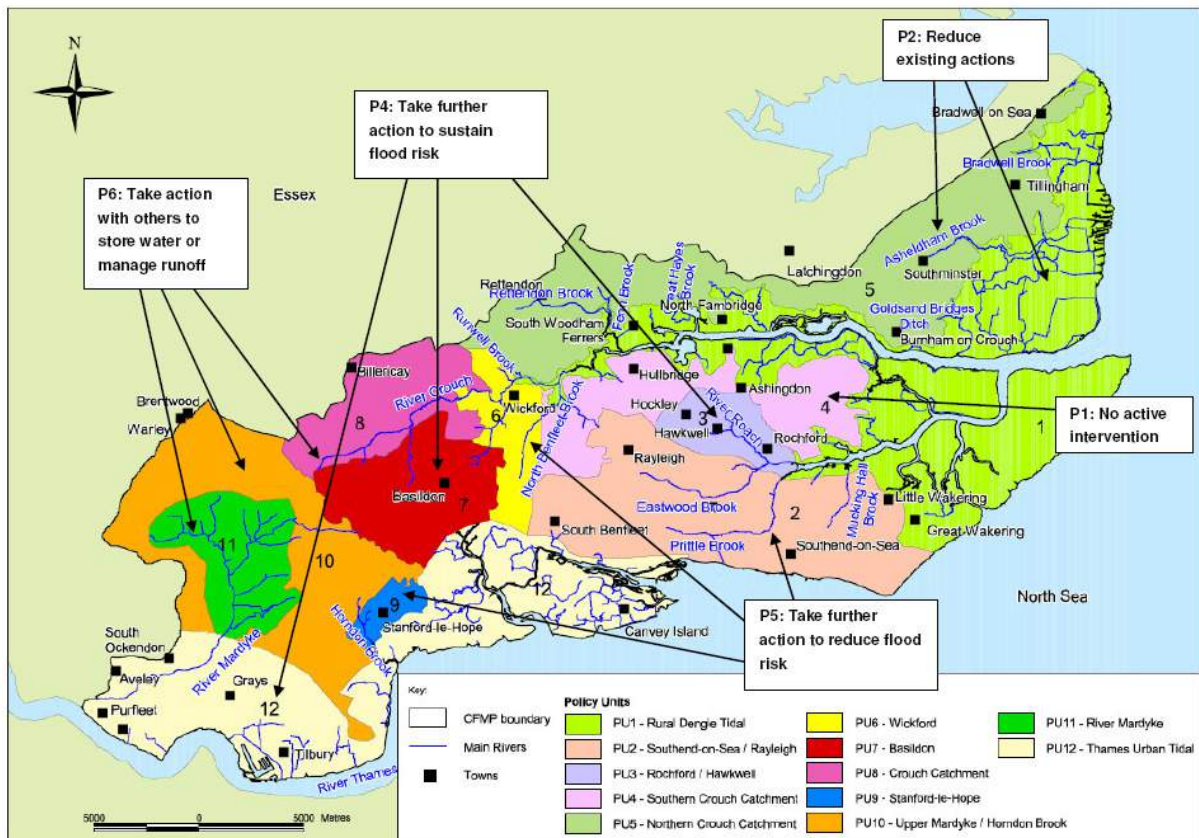 N
P2: Reduce
existing actions
P4: Take further
action to sustain
flood risk
P6: Take action
with others to
store water or
manage runoff
P1: No active
intervention
P5: Take further
action to reduce flood
risk
Essex
Bradwell on Sea
Bradwell Brook
Tillingham
Asheldham Brook
Southminster
Latchingdon
5
Goldsand Bridges
Ditch
Burnham on Crouch
Rettendon
Rettendon Brook
Fenn Brook
Great Hayes
Brook
North Fambridge
South Woodham
Ferrers
Runwell Brook
Hullbridge
Ashingdon
Billericay
River Crouch
8
Wickford
6
North Benfleet Brook
Hockley
3
Hawkwell
River Roach
Rochford
4
1
Brentwood
Warley
Rayleigh
Basildon
7
Eastwood Brook
Mucking Hall
Brook
Little Wakering
Great Wakering
2
South Benfleet
Prittle Brook
Southend-on-Sea
11
10
12
North Sea
9
Stanford-le-Hope
Canvey Island
Horndon Brook
South
Ockendon
River Mardyke
Aveley
Grays
Purfleet
12
Tilbury
River Thames
5000 0 5000 Metres
Key:
CFMP boundary
Main Rivers
Towns
Policy Units
PU1 - Rural Dengie Tidal
PU2 - Southend-on-Sea / Rayleigh
PU3 - Rochford / Hawkwell
PU4 - Southern Crouch Catchment
PU5 - Northern Crouch Catchment
PU6 - Wickford
PU7 - Basildon
PU8 - Crouch Catchment
PU9 - Stanford-le-Hope
PU10 - Upper Mardyke / Horndon Brook
PU11 - River Mardyke
PU12 - Thames Urban Tidal